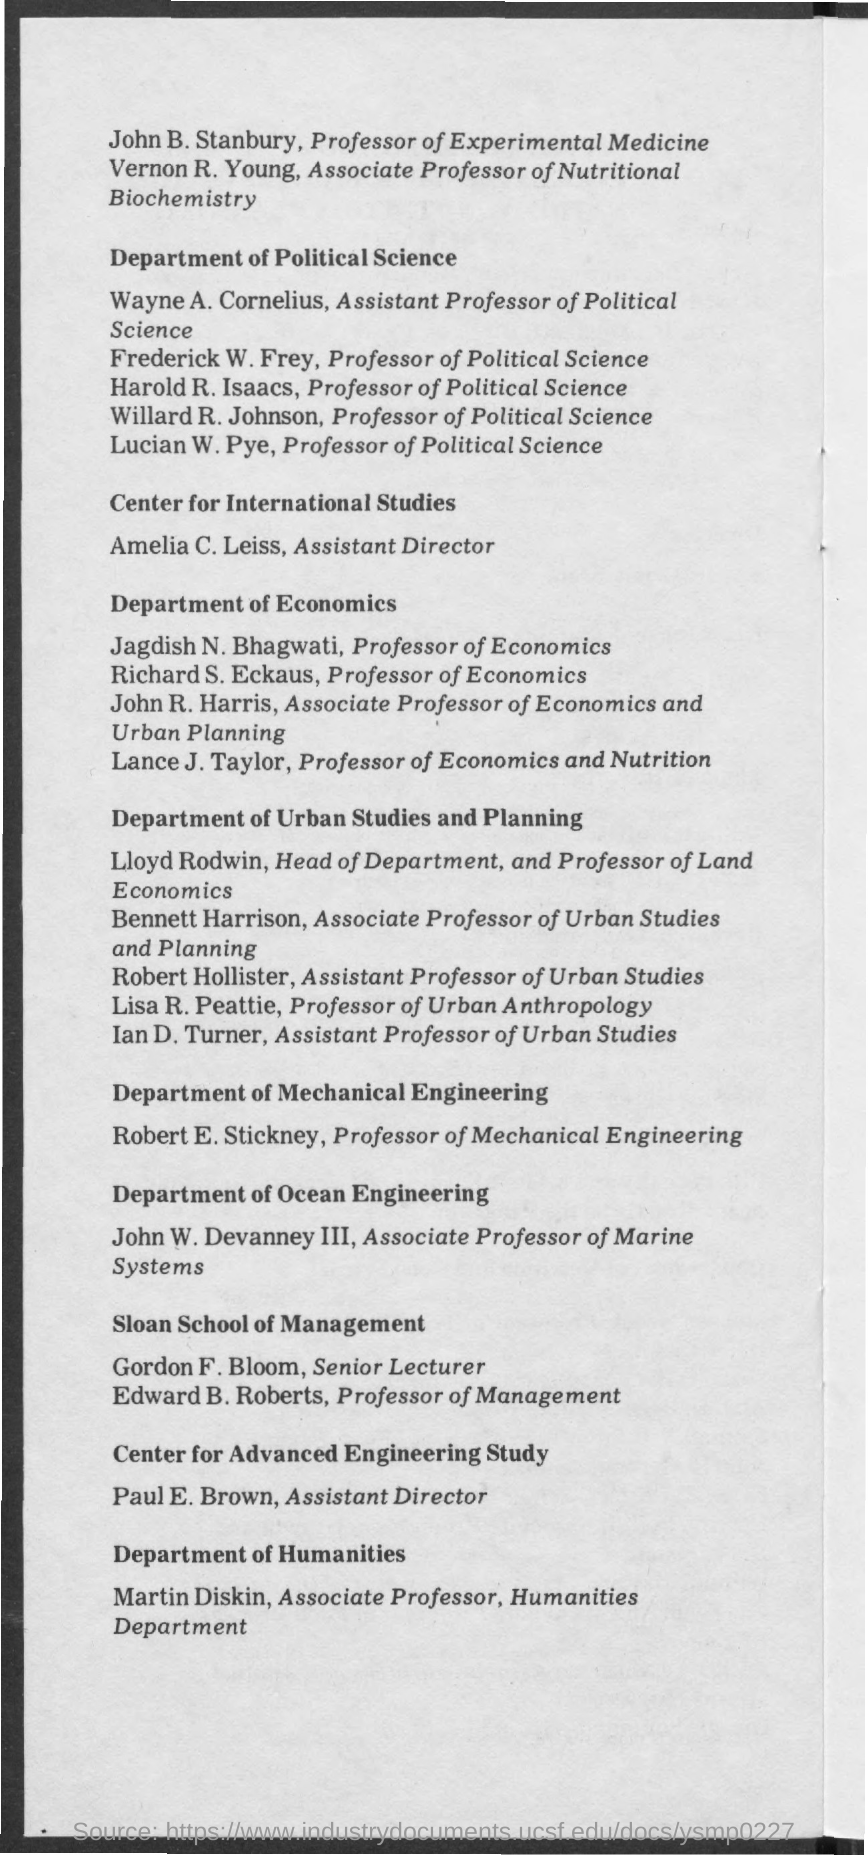 John B. Stanbury, Professor of Experimental Medicine
Vernon R. Young, Associate Professor of Nutritional
Biochemistry
Department of Political Science
Wayne A. Cornelius, Assistant Professor of Political
Science
Frederick W. Frey, Professor of Political Science
Harold R. Isaacs, Professor of Political Science
Willard R. Johnson, Professor of Political Science
Lucian W. Pye, Professor of Political Science
Center for International Studies
Amelia C. Leiss, Assistant Director
Department of Economics
Jagdish N. Bhagwati, Professor of Economics
Richard S. Eckaus, Professor of Economics
John R. Harris, Associate Professor of Economics and
Urban Planning
Lance J. Taylor, Professor of Economics and Nutrition
Department of Urban Studies and Planning
Lloyd Rodwin, Head of Department, and Professor of Land
Economics
Bennett Harrison, Associate Professor of Urban Studies
and Planning
Robert Hollister, Assistant Professor of Urban Studies
Lisa R. Peattie, Professor of Urban Anthropology
Ian D. Turner, Assistant Professor of Urban Studies
Department of Mechanical Engineering
Robert E. Stickney, Professor of Mechanical Engineering
Department of Ocean Engineering
John W. Devanney III, Associate Professor of Marine
Systems
Sloan School of Management
Gordon F. Bloom, Senior Lecturer
Edward B. Roberts, Professor of Management
Center for Advanced Engineering Study
Paul E. Brown, Assistant Director
Department of Humanities
Martin Diskin, Associate Professor, Humanities
Department
Source: https://www.industrydocuments.ucsf.edu/docs/ysmp0227